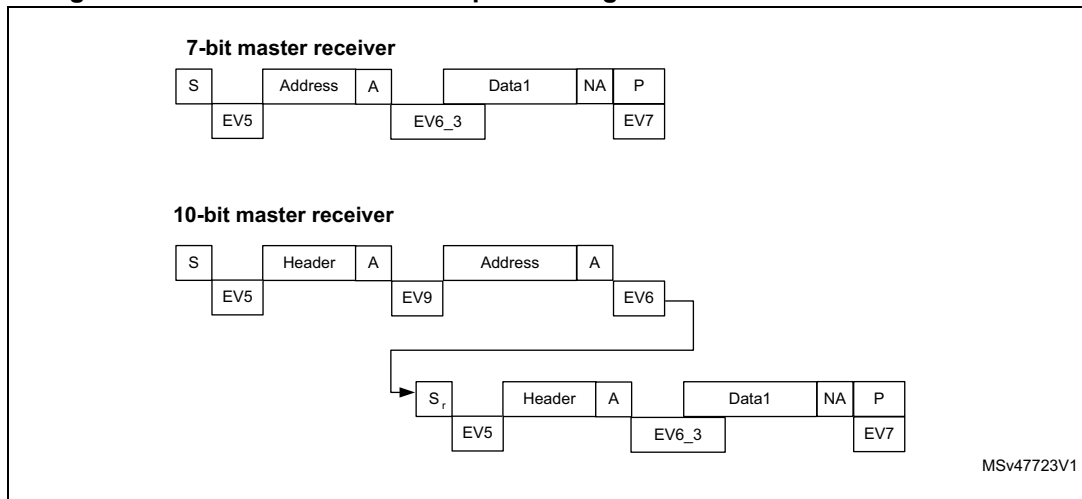 7-bit master receiver
S Address A Data1 NA P
EV5 EV6_3 EV7
10-bit master receiver
S Header A Address A
EV5 EV9 EV6
Sr Header A Data1 NA P
EV5 EV6_3 EV7
MSv47723V1